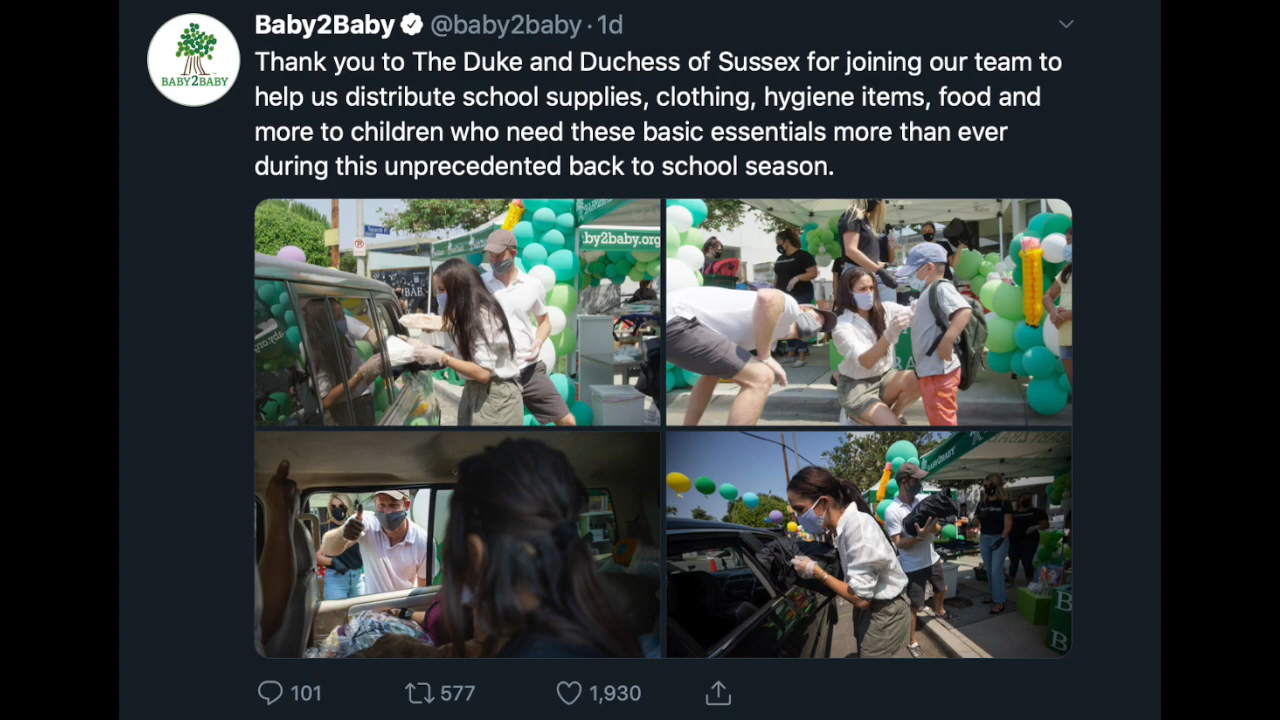 Baby2Baby @baby2baby · 1d
BABY2BABY
Thank you to The Duke and Duchess of Sussex for joining our team to
help us distribute school supplies, clothing, hygiene items, food and
more to children who need these basic essentials more than ever
during this unprecedented back to school season.
by2baby.org
BAB
BABY2BABY
B
B
101 577 1,930